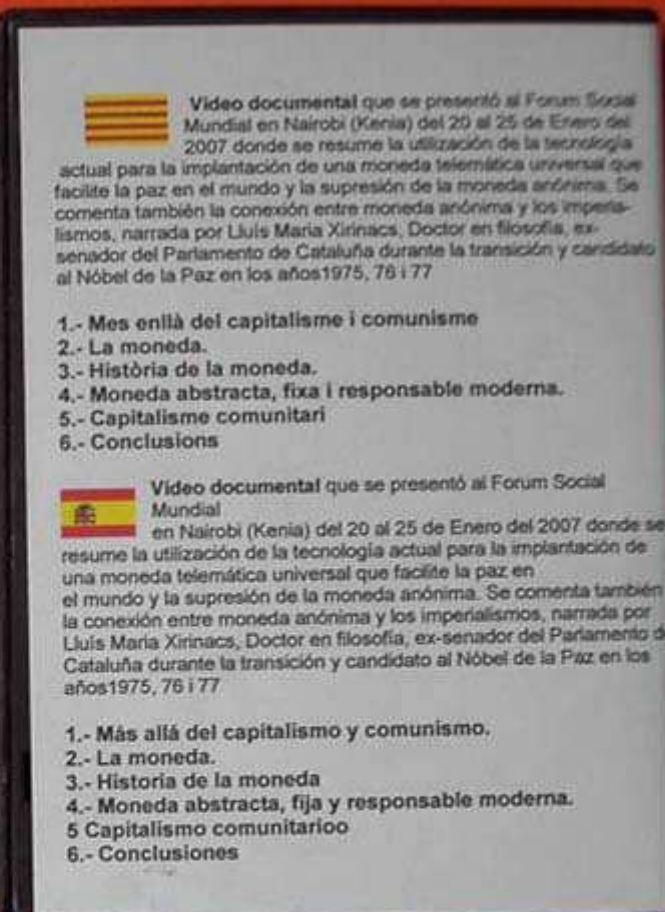 Video documental que se presentó al Forum Social
Mundial en Nairobi (Kenia) del 20 al 25 de Enero del
2007 donde se resume la utilización de la tecnología
actual para la implantación de una moneda telemática universal que
facilite la paz en el mundo y la supresión de la moneda anónima. Se
comenta también la conexión entre moneda anónima y los imperia-
lismos, narrada por Lluís Maria Xirinacs, Doctor en filosofía, ex-
senador del Parlamento de Cataluña durante la transición y candidato
al Nóbel de la Paz en los años1975, 76 i 77
1.- Mes enllà del capitalisme i comunisme
2.- La moneda.
3.- Història de la moneda.
4.- Moneda abstracta, fixa i responsable moderna.
5.- Capitalisme comunitari
6.- Conclusions
Video documental que se presentó al Forum Social
Mundial
en Nairobi (Kenia) del 20 al 25 de Enero del 2007 donde se
resume la utilización de la tecnología actual para la implantación de
una moneda telemática universal que facilite la paz en
el mundo y la supresión de la moneda anónima. Se comenta también
la conexión entre moneda anónima y los imperialismos, narrada por
Lluís Maria Xirinacs, Doctor en filosofía, ex-senador del Parlamento d
Cataluña durante la transición y candidato al Nóbel de la Paz en los
años1975, 76 i 77
1.- Más allá del capitalismo y comunismo.
2.- La moneda.
3.- Historia de la moneda
4.- Moneda abstracta, fija y responsable moderna.
5 Capitalismo comunitarioo
6.- Conclusiones